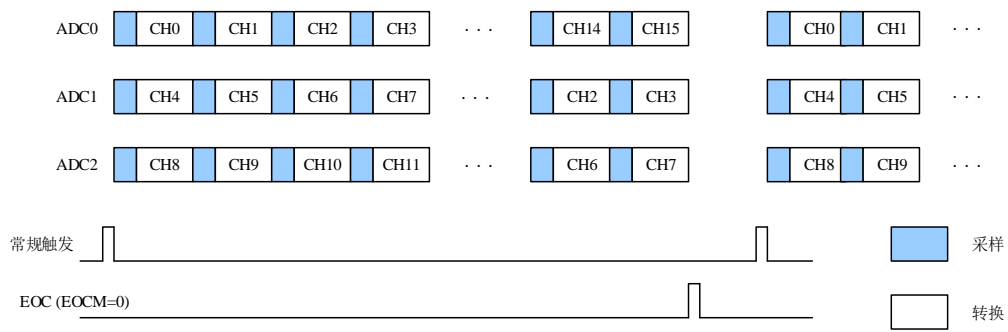 ADC0 CH0 CH1 CH2 CH3 · · · CH14 CH15 CH0 CH1 · · ·
ADC1 CH4 CH5 CH6 CH7 · · · CH2 CH3 CH4 CH5 · · ·
ADC2 CH8 CH9 CH10 CH11 · · · CH6 CH7 CH8 CH9 · · ·
常规触发
采样
EOC (EOCM=0)
转换